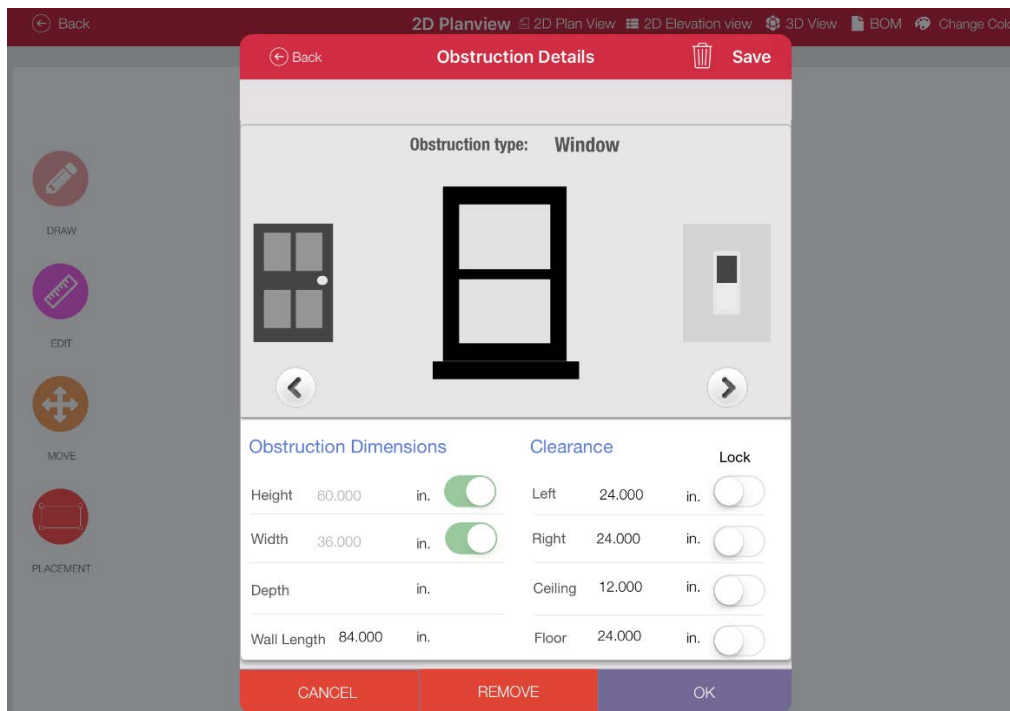 Back 2D Planview 2D Plan View 2D Elevation view 3D View BOM Change Colo
Back Obstruction Details Save
Obstruction type: Window
DRAW
EDIT
MOVE
PLACEMENT
Obstruction Dimensions Clearance Lock
Height 60.000 in. Left 24.000 in.
Width 36.000 in. Right 24.000 in.
Depth in. Ceiling 12.000 in.
Wall Length 84.000 in. Floor 24.000 in.
CANCEL REMOVE OK